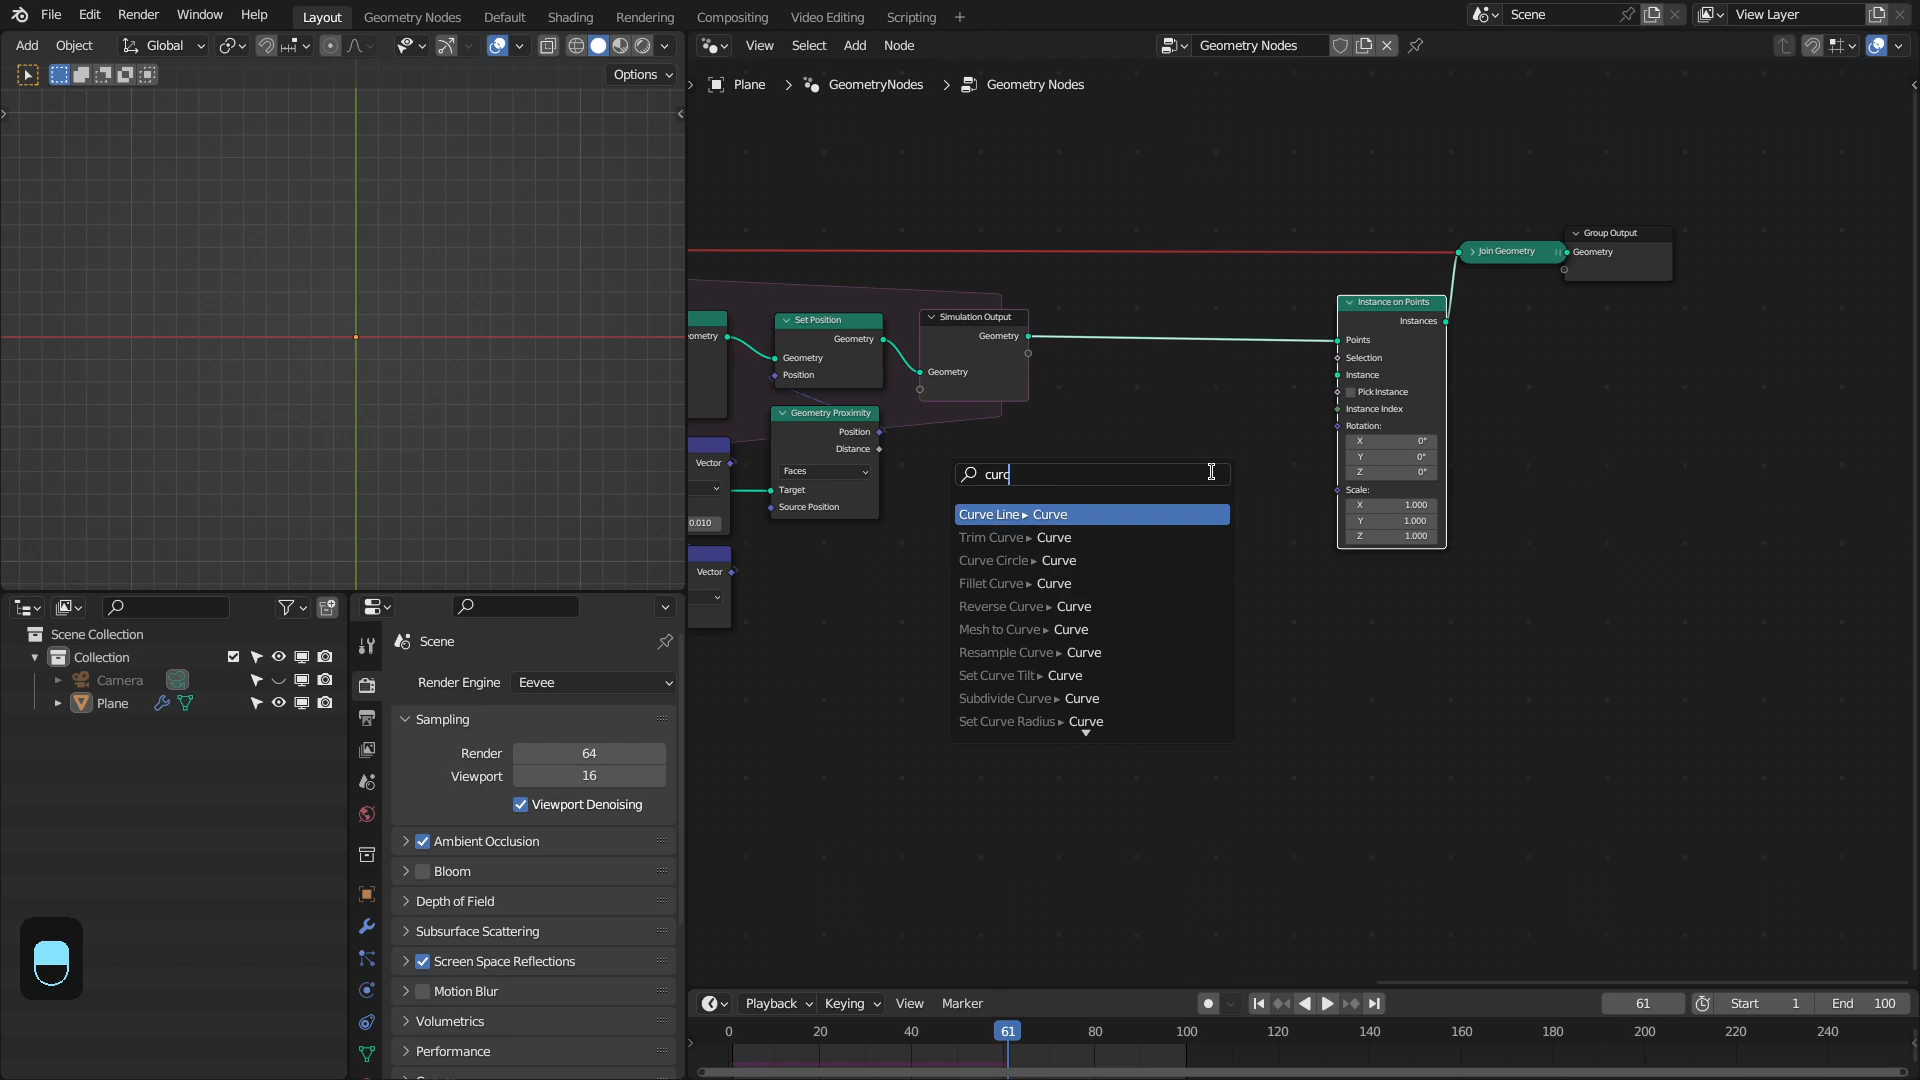 File Edit Render Window Help Layout Geometry Nodes Default Shading Rendering Compositing Video Editing Scripting + Scene View Layer
Add Object Global View Select Add Node Geometry Nodes
Options
Plane GeometryNodes Geometry Nodes
Group Output
Join Geometry
Geometry
Instance on Points
Instances
Points
Selection
Instance
Pick Instance
Instance Index
Rotation:
X 0°
Y 0°
Z 0°
Scale:
X 1.000
Y 1.000
Z 1.000
Set Position
Geometry
Geometry
Position
Simulation Output
Geometry
Geometry
Geometry Proximity
Position
Distance
Faces
Target
Source Position
ometry
Vector
0.010
Vector
curc
Curve Line ▸ Curve
Trim Curve ▸ Curve
Curve Circle ▸ Curve
Fillet Curve ▸ Curve
Reverse Curve ▸ Curve
Mesh to Curve ▸ Curve
Resample Curve ▸ Curve
Set Curve Tilt ▸ Curve
Subdivide Curve ▸ Curve
Set Curve Radius ▸ Curve
Scene Collection
Collection
Camera
Plane
Scene
Render Engine Eevee
Sampling
Render 64
Viewport 16
Viewport Denoising
Ambient Occlusion
Bloom
Depth of Field
Subsurface Scattering
Screen Space Reflections
Motion Blur
Volumetrics
Performance
Playback Keying View Marker 61 Start 1 End 100
0 20 40 61 80 100 120 140 160 180 200 220 240